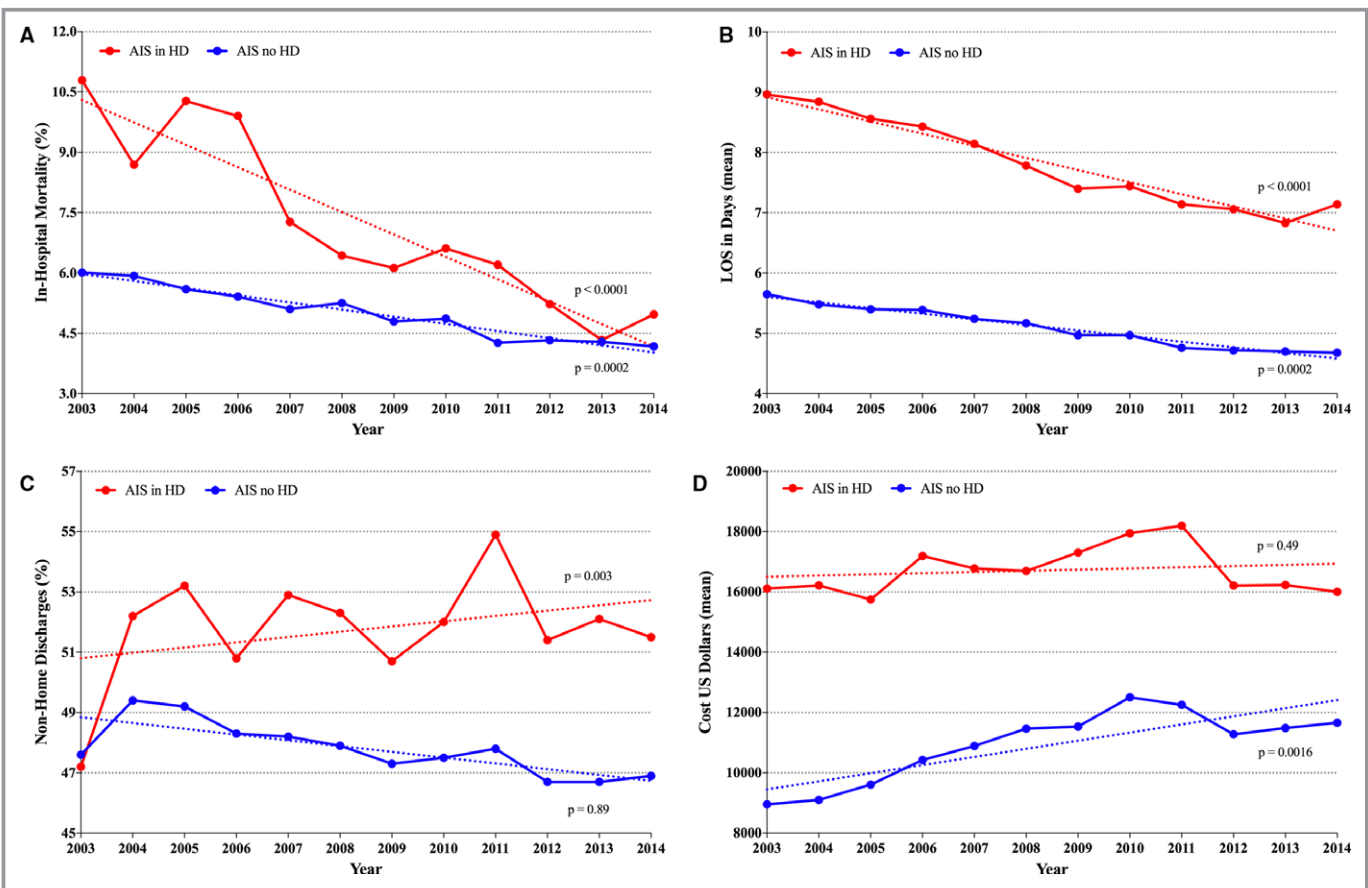 A
AIS in HD
AIS no HD
In-Hospital Mortality (%)
12.0
10.5
9.0
7.5
6.0
4.5
3.0
p < 0.0001
p = 0.0002
2003 2004 2005 2006 2007 2008 2009 2010 2011 2012 2013 2014
Year
B
AIS in HD
AIS no HD
LOS in Days (mean)
10
9
8
7
6
5
4
p < 0.0001
p = 0.0002
2003 2004 2005 2006 2007 2008 2009 2010 2011 2012 2013 2014
Year
C
AIS in HD
AIS no HD
Non-Home Discharges (%)
57
55
53
51
49
47
45
p = 0.003
p = 0.89
2003 2004 2005 2006 2007 2008 2009 2010 2011 2012 2013 2014
Year
D
AIS in HD
AIS no HD
Cost US Dollars (mean)
20000
18000
16000
14000
12000
10000
8000
p = 0.49
p = 0.0016
2003 2004 2005 2006 2007 2008 2009 2010 2011 2012 2013 2014
Year